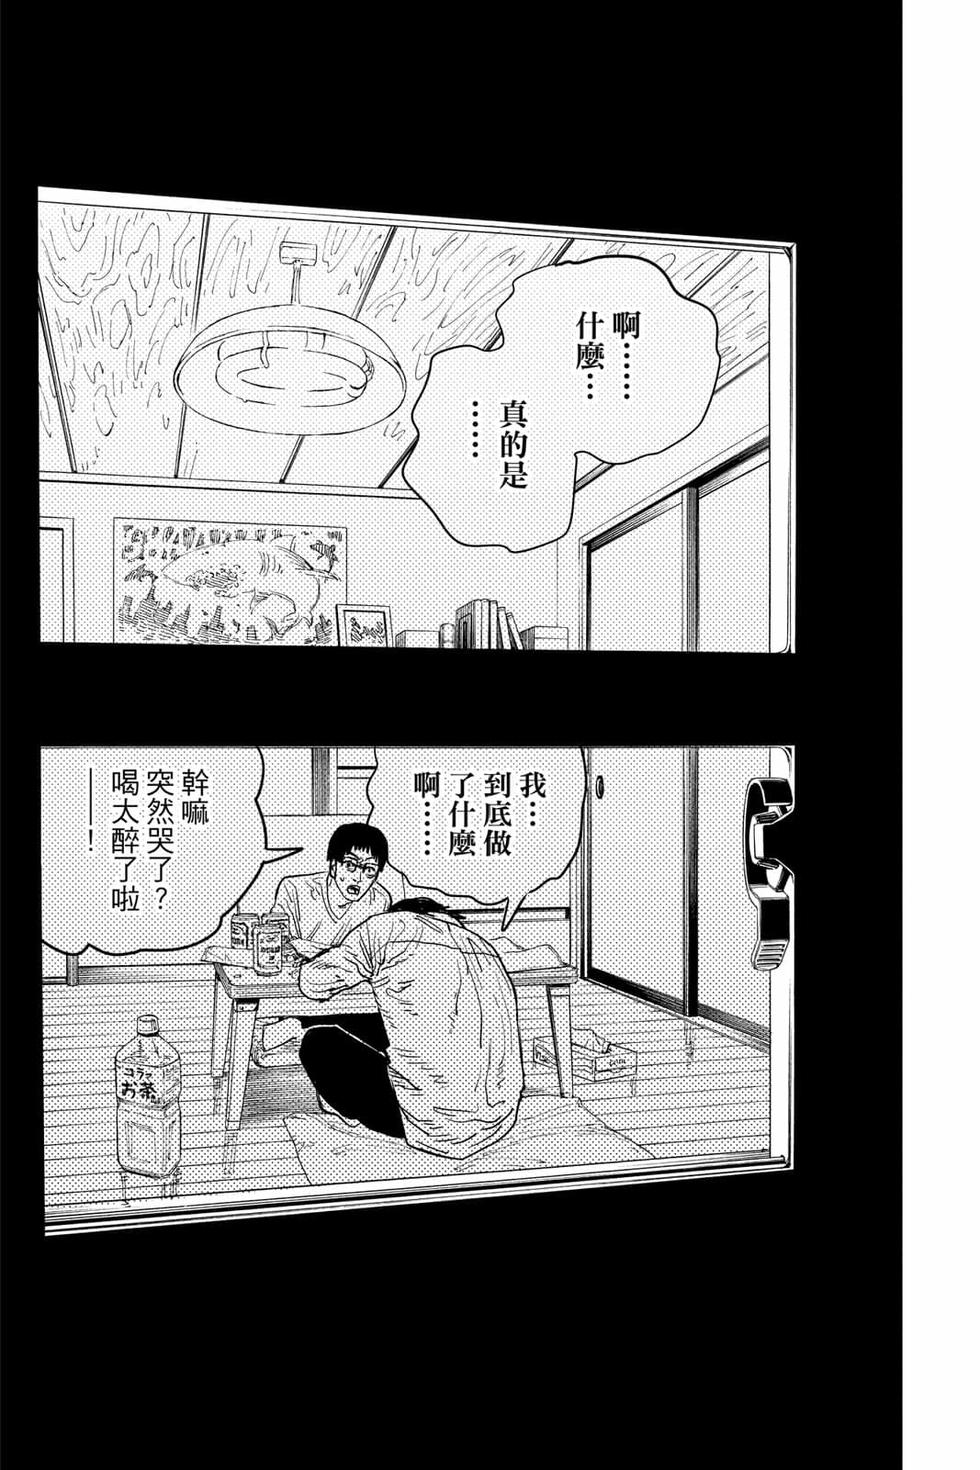 啊……
什麼…
真的是
……
我…
到底做
了什麼
啊……
幹嘛
突然哭了？
喝太醉了啦
——！
コラマ
お茶